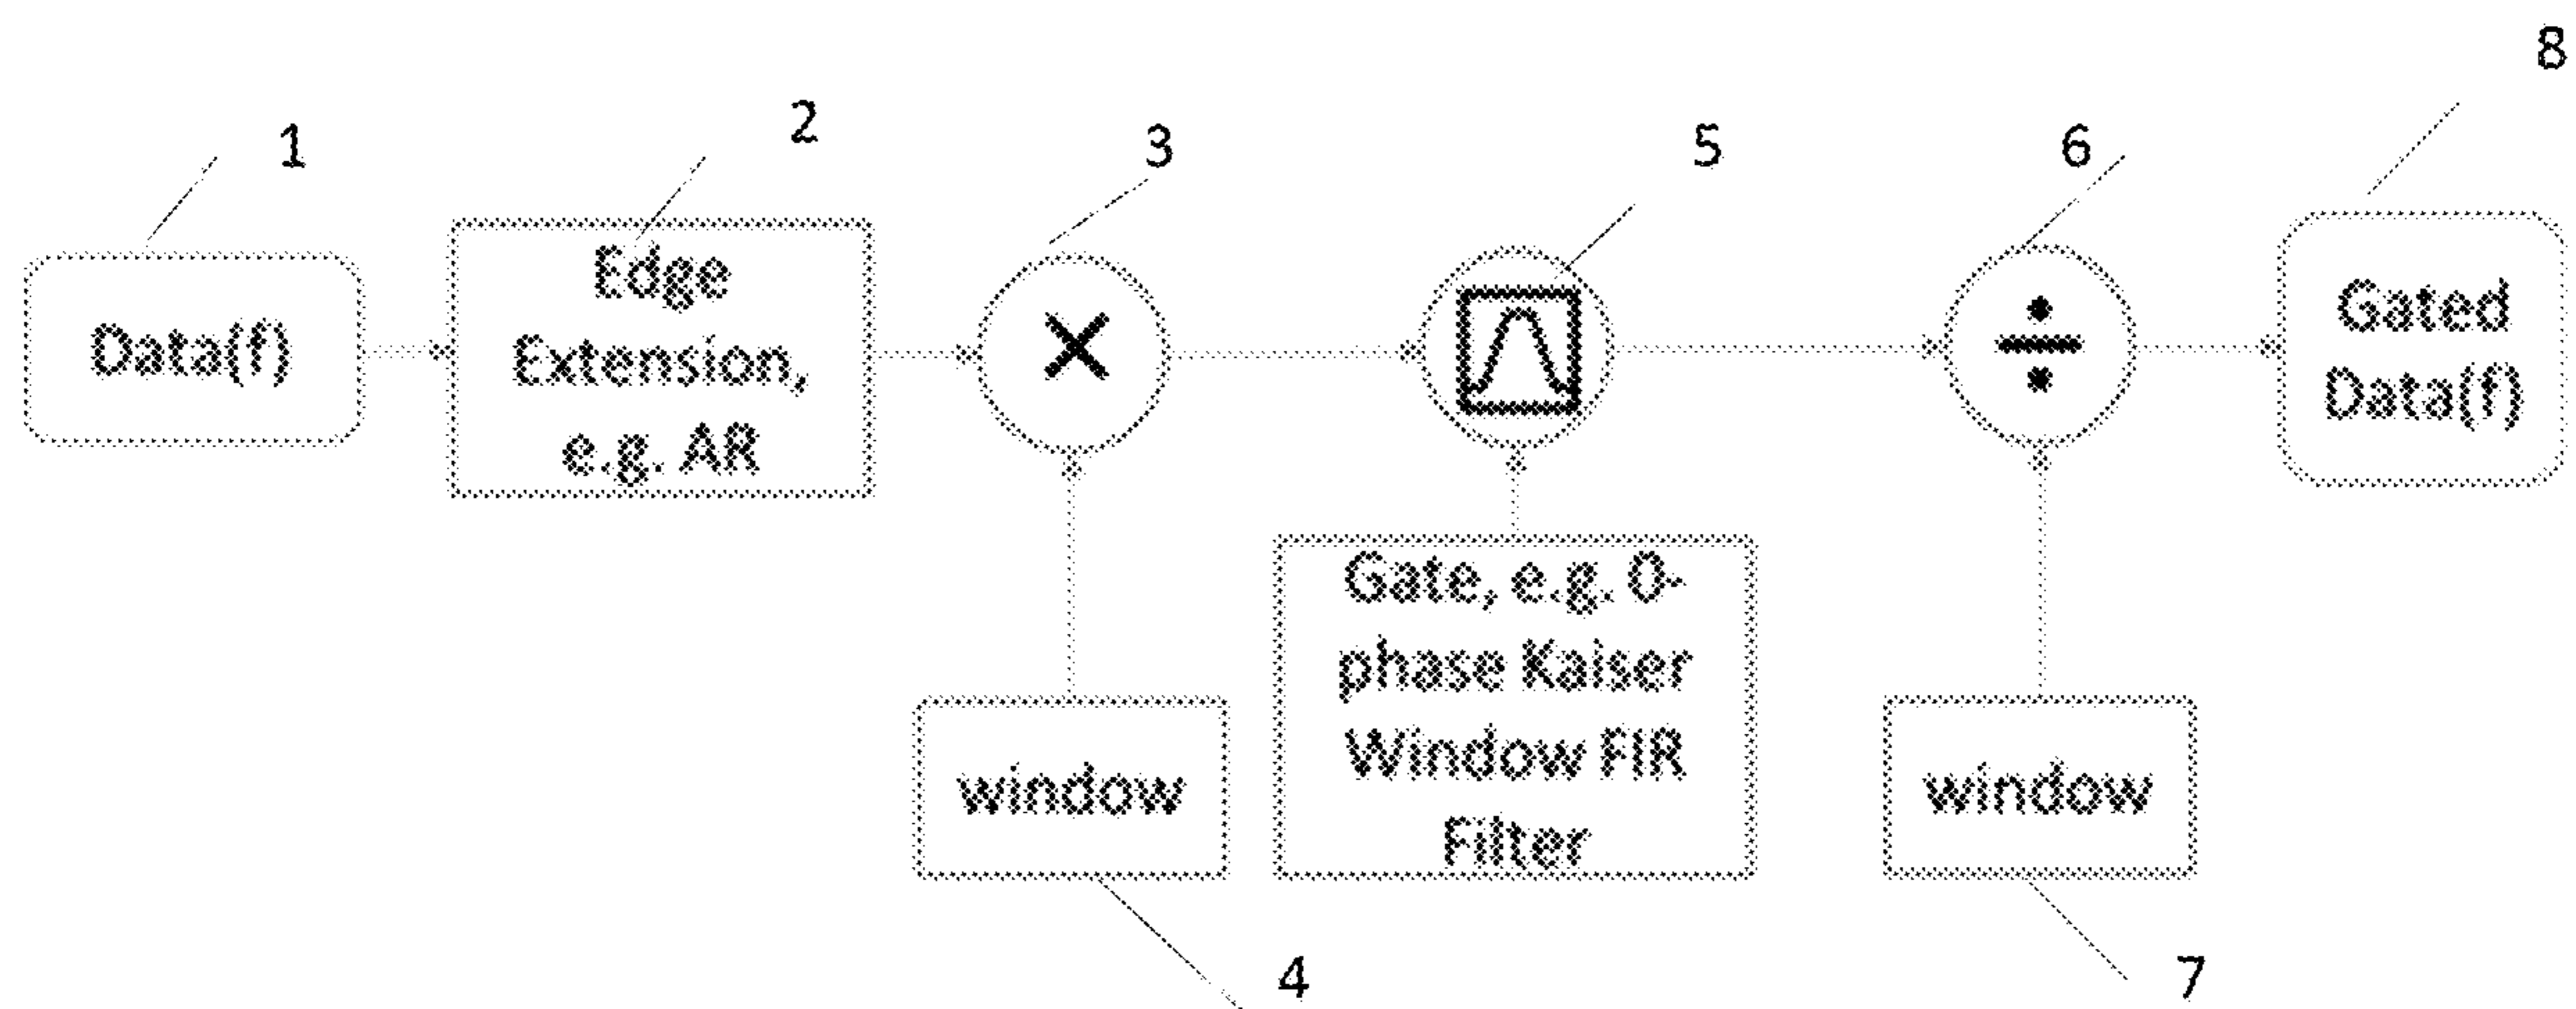 8
1
2
3
5
6
Data(f)
Edge
Extension,
e.g. AR
×
÷
Gated
Data(f)
Gate, e.g. 0-
phase Kaiser
Window FIR
Filter
window
window
4
7